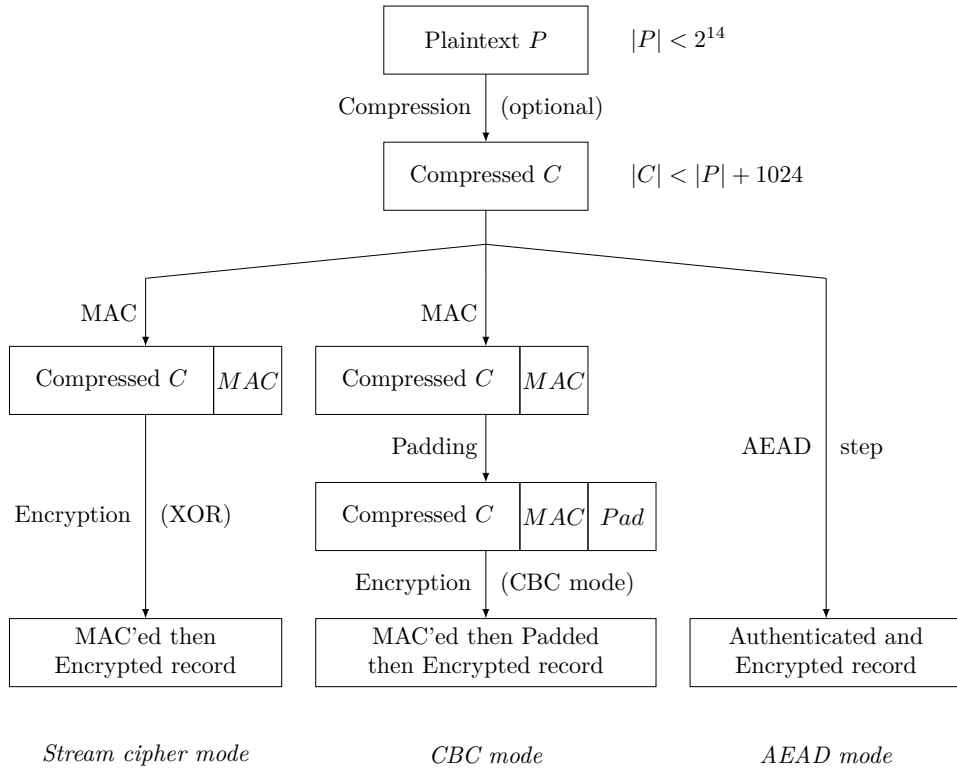 Plaintext P
|P| < 2^14
Compression (optional)
Compressed C
|C| < |P| + 1024
MAC
MAC
Compressed C MAC
Compressed C MAC
Padding
AEAD step
Compressed C MAC Pad
Encryption (XOR)
Encryption (CBC mode)
MAC'ed then
Encrypted record
MAC'ed then Padded
then Encrypted record
Authenticated and
Encrypted record
Stream cipher mode
CBC mode
AEAD mode